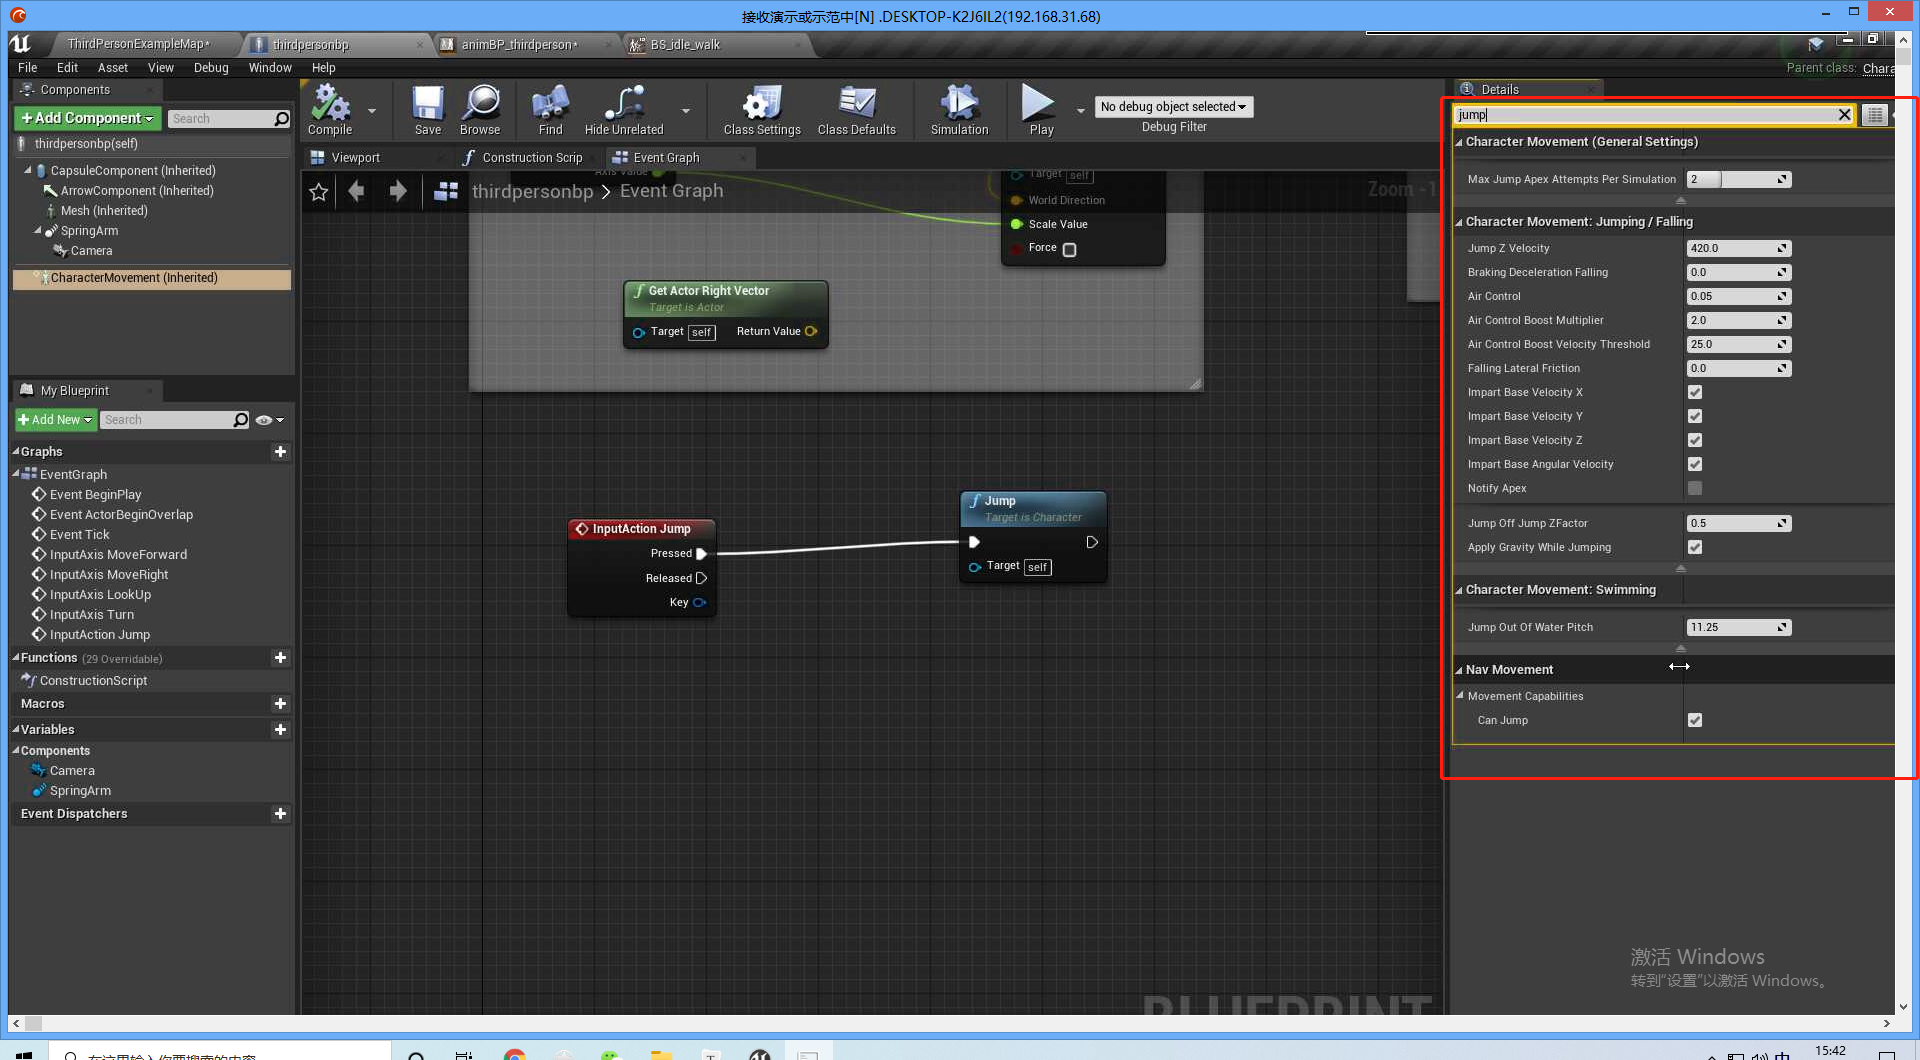 接收演示或示范中[N] .DESKTOP-K2J6IL2(192.168.31.68)
ThirdPersonExampleMap*
thirdpersonbp
animBP_thirdperson*
BS_idle_walk
File Edit Asset View Debug Window Help
Parent class: Chara
Components
+Add Component
Search
thirdpersonbp(self)
CapsuleComponent (Inherited)
ArrowComponent (Inherited)
Mesh (Inherited)
SpringArm
Camera
CharacterMovement (Inherited)
My Blueprint
+Add New
Search
Graphs
EventGraph
Event BeginPlay
Event ActorBeginOverlap
Event Tick
InputAxis MoveForward
InputAxis MoveRight
InputAxis LookUp
InputAxis Turn
InputAction Jump
Functions (29 Overridable)
ConstructionScript
Macros
Variables
Components
Camera
SpringArm
Event Dispatchers
Compile
Save
Browse
Find
Hide Unrelated
Class Settings
Class Defaults
Simulation
Play
No debug object selected
Debug Filter
Viewport
Construction Scrip
Event Graph
thirdpersonbp > Event Graph
Zoom -1
Axis Value
Target self
World Direction
Scale Value
Force
Get Actor Right Vector
Target is Actor
Target self Return Value
InputAction Jump
Pressed
Released
Key
Jump
Target is Character
Target self
BLUEPRINT
Details
jump
Character Movement (General Settings)
Max Jump Apex Attempts Per Simulation 2
Character Movement: Jumping / Falling
Jump Z Velocity 420.0
Braking Deceleration Falling 0.0
Air Control 0.05
Air Control Boost Multiplier 2.0
Air Control Boost Velocity Threshold 25.0
Falling Lateral Friction 0.0
Impart Base Velocity X
Impart Base Velocity Y
Impart Base Velocity Z
Impart Base Angular Velocity
Notify Apex
Jump Off Jump ZFactor 0.5
Apply Gravity While Jumping
Character Movement: Swimming
Jump Out Of Water Pitch 11.25
Nav Movement
Movement Capabilities
Can Jump
激活 Windows
转到“设置”以激活 Windows。
在这里输入你要搜索的内容
中
15:42